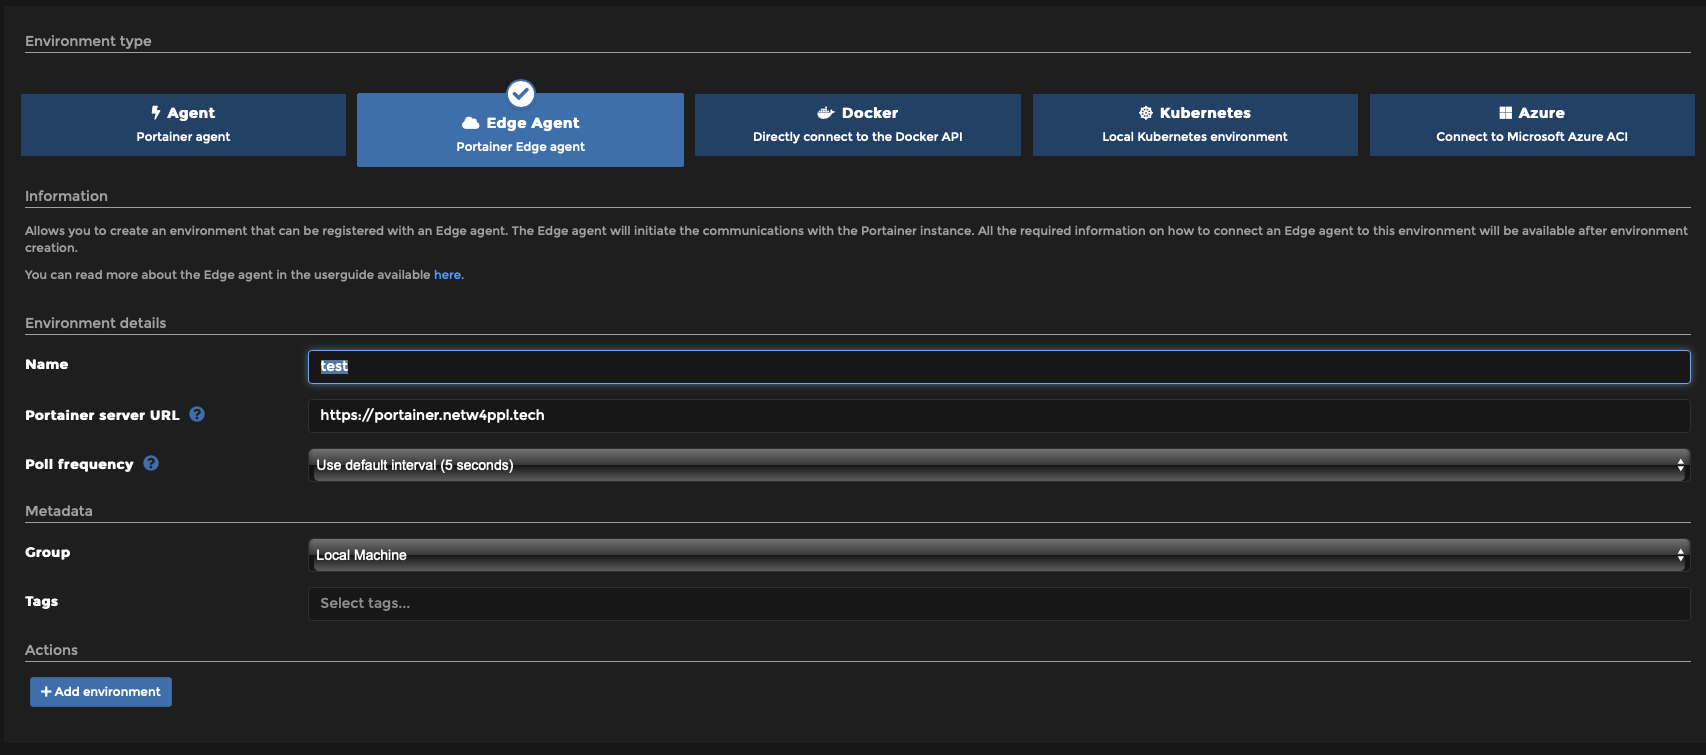 Environment type
Agent
Portainer agent
Edge Agent
Portainer Edge agent
Docker
Directly connect to the Docker API
Kubernetes
Local Kubernetes environment
Azure
Connect to Microsoft Azure ACI
Information
Allows you to create an environment that can be registered with an Edge agent. The Edge agent will initiate the communications with the Portainer instance. All the required information on how to connect an Edge agent to this environment will be available after environment
creation.
You can read more about the Edge agent in the userguide available here.
Environment details
Name
test
Portainer server URL
https://portainer.netw4ppl.tech
Poll frequency
Use default interval (5 seconds)
Metadata
Group
Local Machine
Tags
Select tags...
Actions
+ Add environment